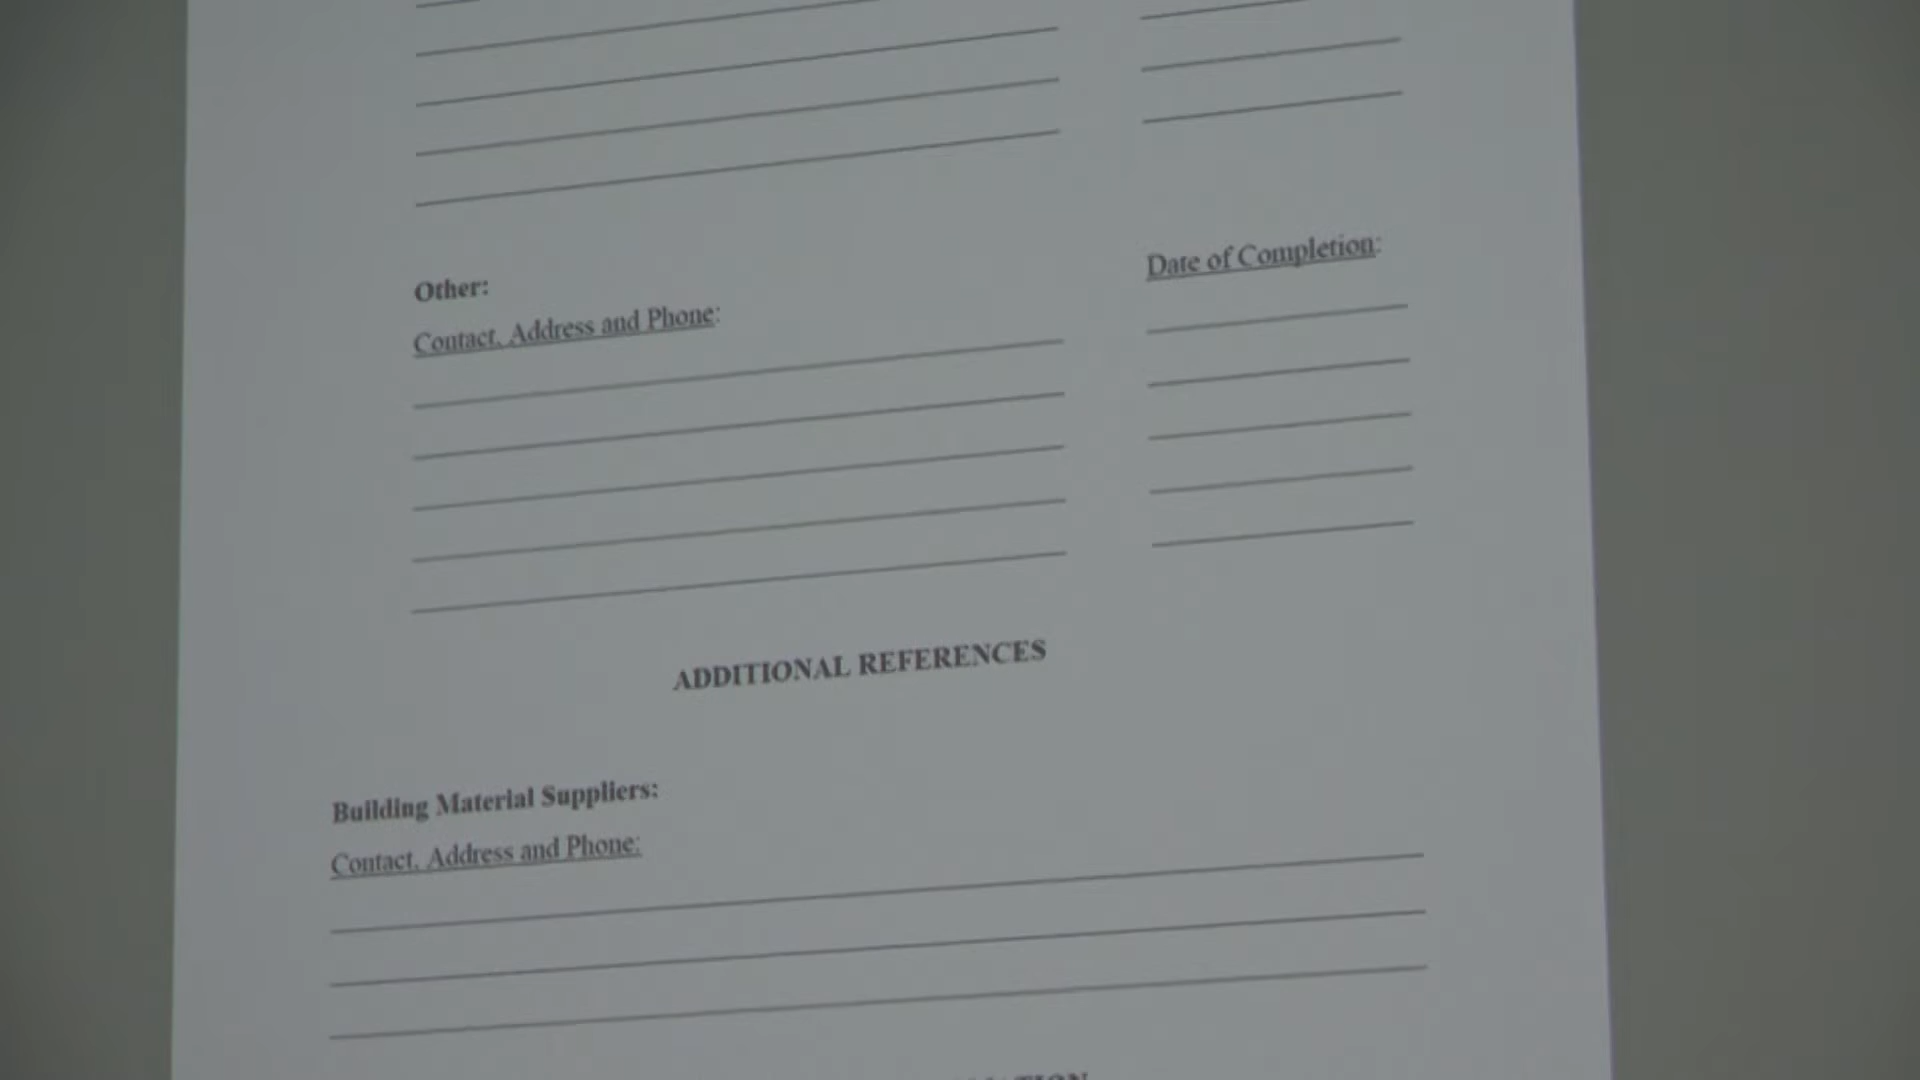 Other:
Date of Completion:
Contact, Address and Phone:
ADDITIONAL REFERENCES
Building Material Suppliers:
Contact, Address and Phone: